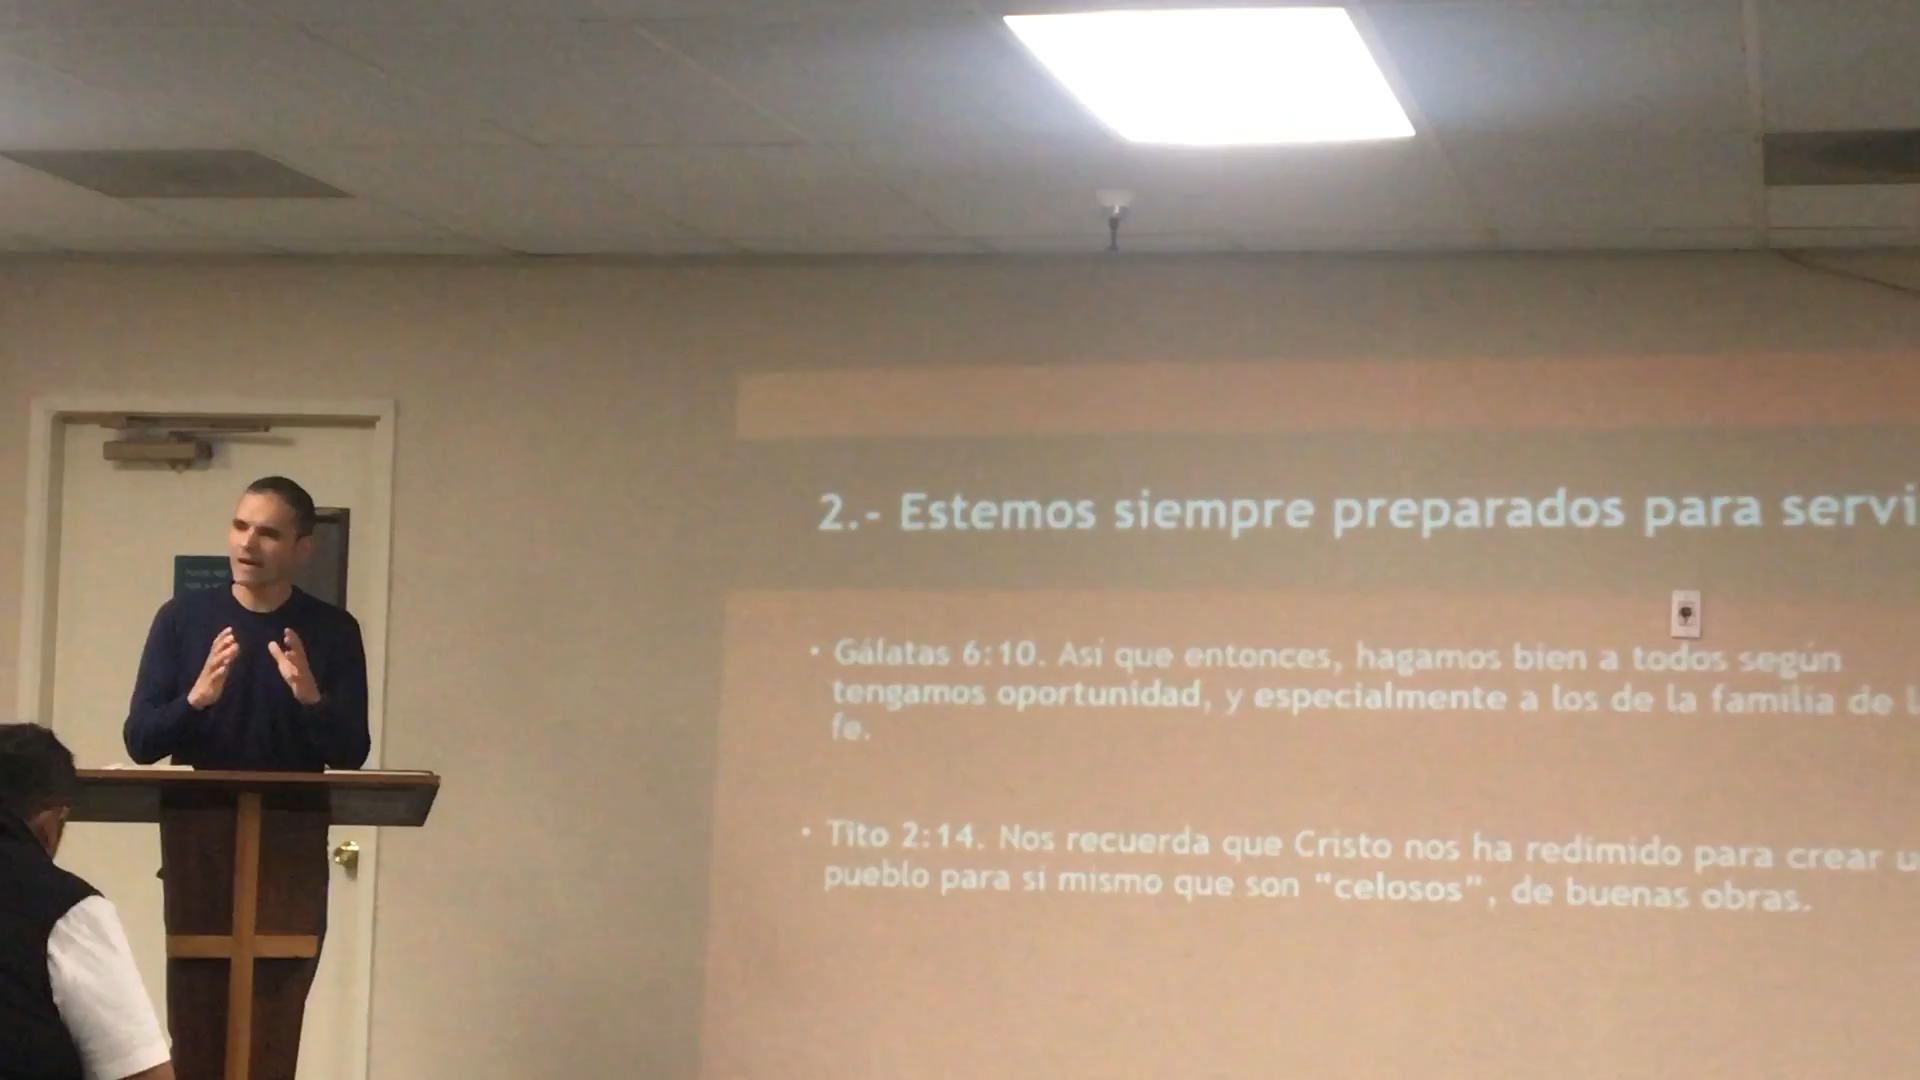 2.- Estemos siempre preparados para servi
• Gálatas 6:10. Así que entonces, hagamos bien a todos según
tengamos oportunidad, y especialmente a los de la familia de l
fe.
• Tito 2:14. Nos recuerda que Cristo nos ha redimido para crear u
pueblo para si mismo que son "celosos", de buenas obras.